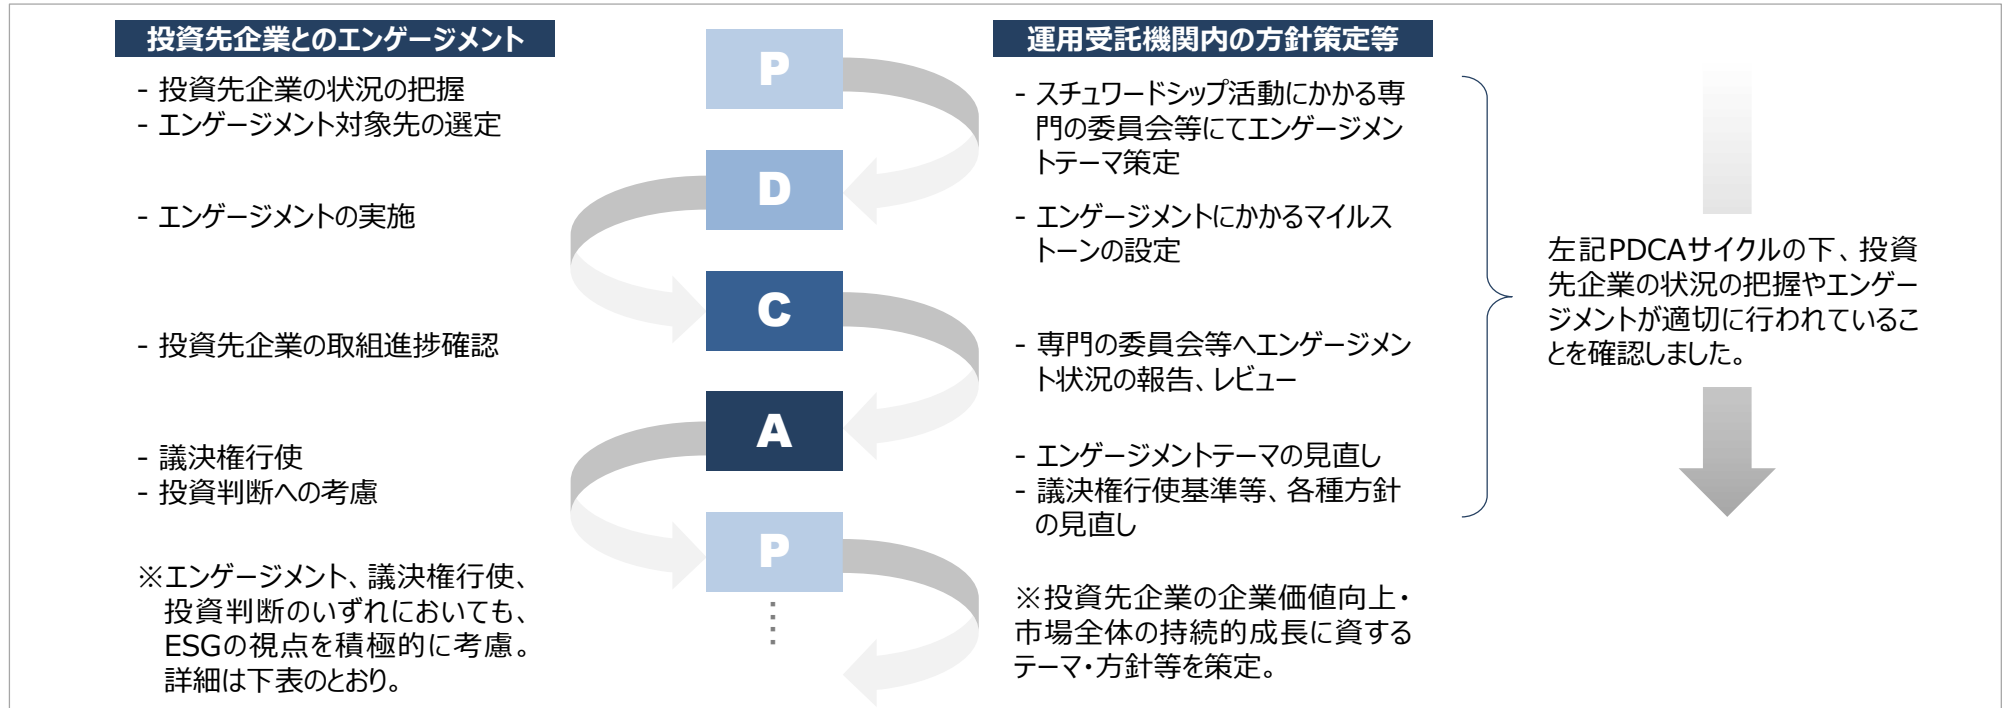 投資先企業とのエンゲージメント
- 投資先企業の状況の把握
- エンゲージメント対象先の選定
- エンゲージメントの実施
- 投資先企業の取組進捗確認
- 議決権行使
- 投資判断への考慮
※エンゲージメント、議決権行使、
投資判断のいずれにおいても、
ESGの視点を積極的に考慮。
詳細は下表のとおり。
P
D
C
A
P
運用受託機関内の方針策定等
- スチュワードシップ活動にかかる専
門の委員会等にてエンゲージメン
トテーマ策定
- エンゲージメントにかかるマイルス
トーンの設定
- 専門の委員会等へエンゲージメン
ト状況の報告、レビュー
- エンゲージメントテーマの見直し
- 議決権行使基準等、各種方針
の見直し
※投資先企業の企業価値向上・
市場全体の持続的成長に資する
テーマ・方針等を策定。
左記PDCAサイクルの下、投資
先企業の状況の把握やエンゲー
ジメントが適切に行われているこ
とを確認しました。